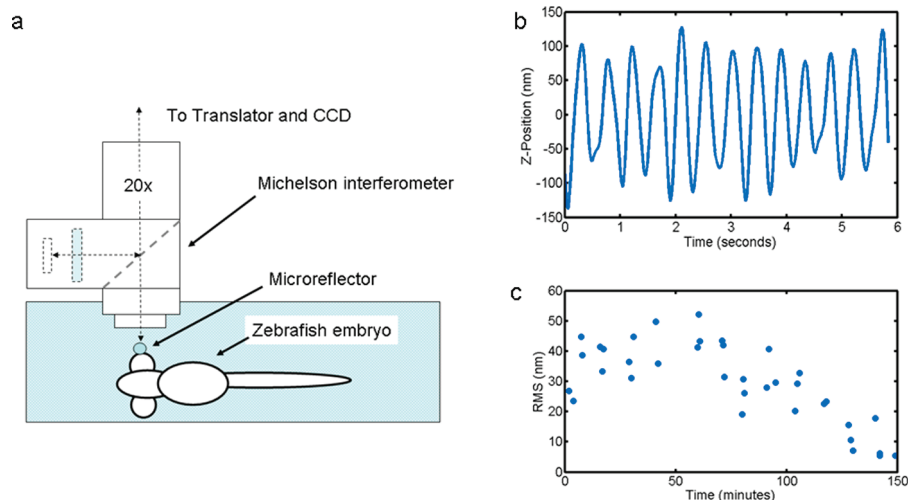 a
To Translator and CCD
20x
Michelson interferometer
Microreflector
Zebrafish embryo
b
150
100
50
0
-50
-100
-150
Z-Position (nm)
0 1 2 3 4 5 6
Time (seconds)
c
60
50
40
30
20
10
0
RMS (nm)
0 50 100 150
Time (minutes)